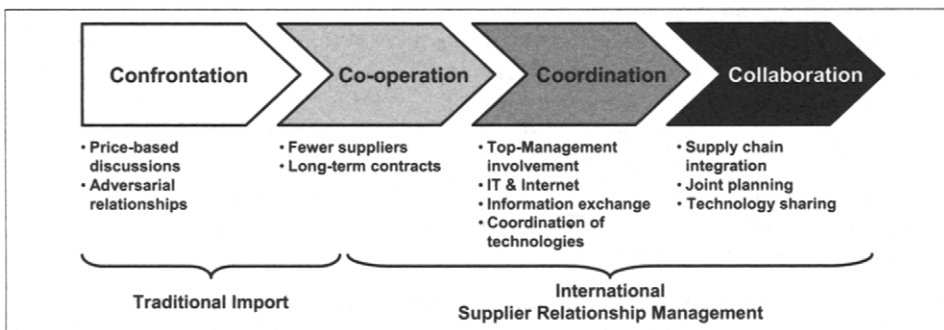 Confrontation
Co-operation
Coordination
Collaboration
• Price-based
discussions
• Adversarial
relationships
• Fewer suppliers
• Long-term contracts
• Top-Management
involvement
• IT & Internet
• Information exchange
• Coordination of
technologies
• Supply chain
integration
• Joint planning
• Technology sharing
Traditional Import
International
Supplier Relationship Management